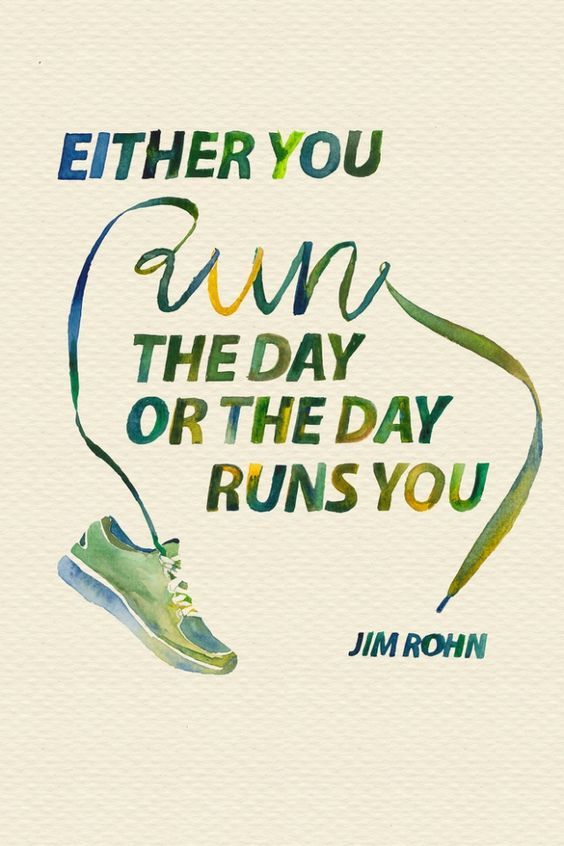 EITHER YOU
run
THE DAY
OR THE DAY
RUNS YOU
JIM ROHN